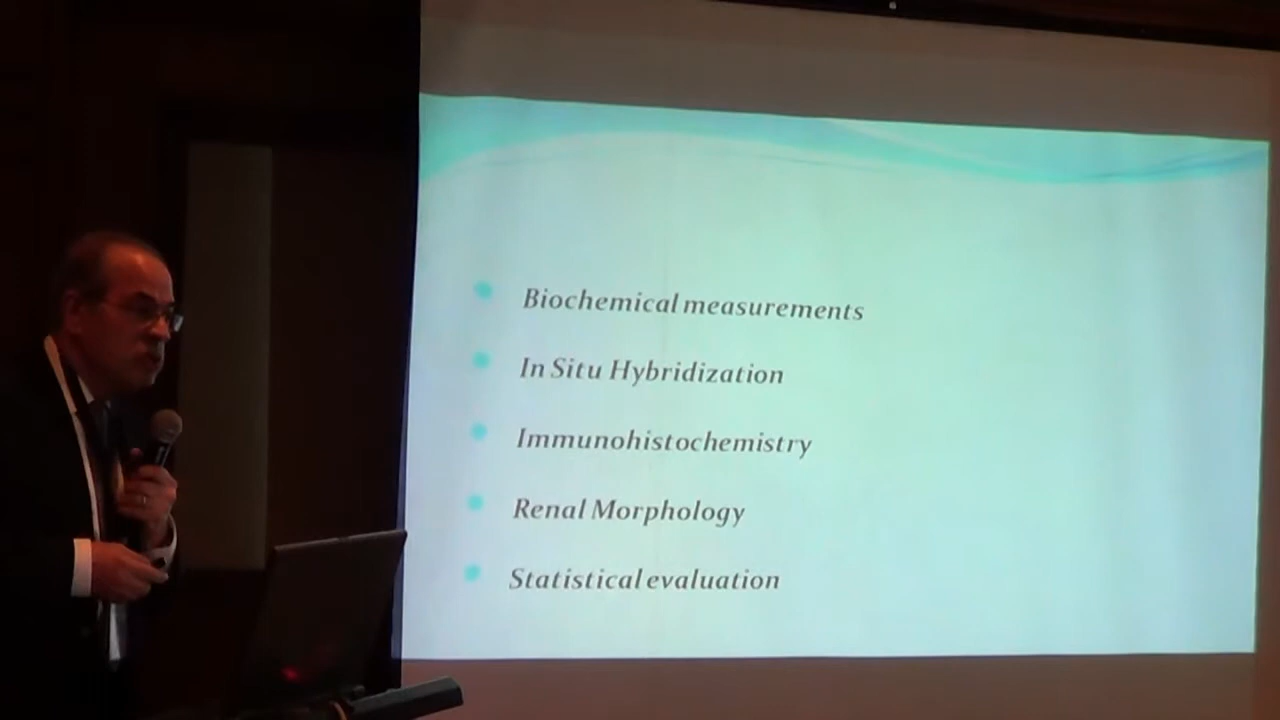 Biochemical measurements
In Situ Hybridization
Immunohistochemistry
Renal Morphology
Statistical evaluation